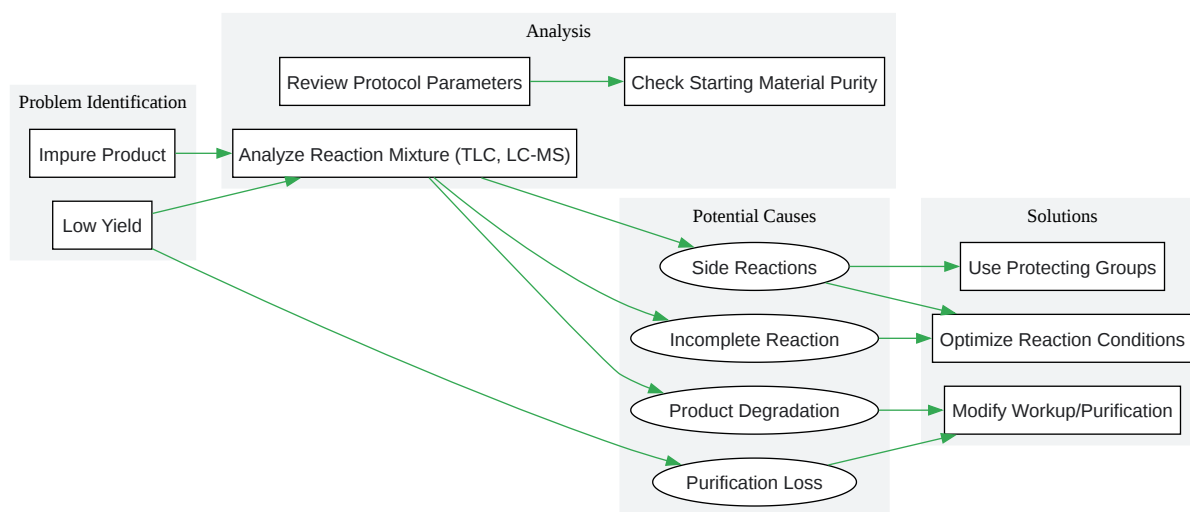 Analysis
Review Protocol Parameters
Check Starting Material Purity
Problem Identification
Impure Product
Analyze Reaction Mixture (TLC, LC-MS)
Low Yield
Potential Causes
Solutions
Side Reactions
Use Protecting Groups
Incomplete Reaction
Optimize Reaction Conditions
Product Degradation
Modify Workup/Purification
Purification Loss